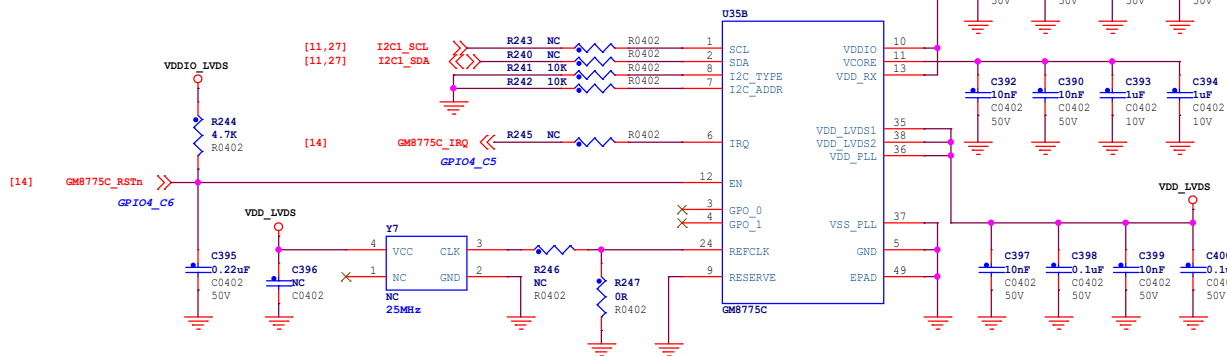 50V 50V 50V 50V
U35B
[11,27] I2C1_SCL R243 NC R0402 1 SCL VDDIO 10
[11,27] I2C1_SDA R240 NC R0402 2 SDA VCORE 11
R241 10K R0402 8 I2C_TYPE VDD_RX 13
R242 10K R0402 7 I2C_ADDR
VDDIO_LVDS
C392 C390 C393 C394
10nF 10nF 1uF 1uF
C0402 C0402 C0402 C0402
50V 50V 10V 10V
R244
4.7K
R0402
VDD_LVDS1 35
VDD_LVDS2 38
VDD_PLL 36
[14] GM8775C_IRQ R245 NC R0402 6 IRQ
GPIO4_C5
[14] GM8775C_RSTn 12 EN
GPIO4_C6
VDD_LVDS
3 GPO_0
4 GPO_1
VSS_PLL 37
VDD_LVDS
Y7
4 VCC CLK 3 24 REFCLK GND 5
1 NC GND 2 9 RESERVE EPAD 49
NC
25MHz
GM8775C
C395
0.22uF
C0402
50V
C396
NC
C0402
R246
NC
R0402
R247
0R
R0402
C397 C398 C399 C400
10nF 0.1uF 10nF
C0402 C0402 C0402
50V 50V 50V 50V